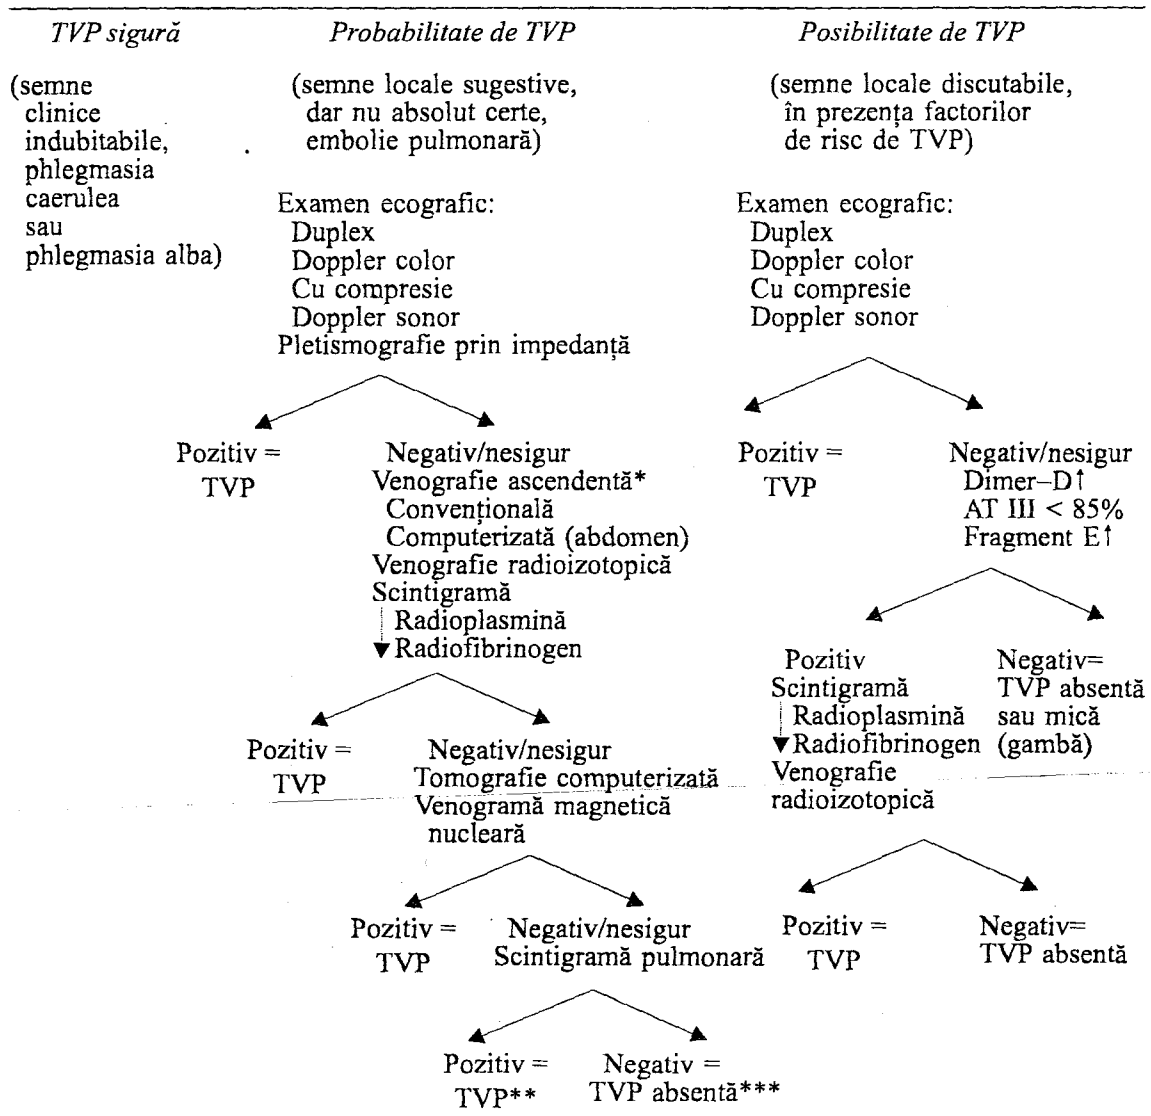 TVP sigură
(semne
clinice
indubitabile,
phlegmasia
caerulea
sau
phlegmasia alba)
Probabilitate de TVP
(semne locale sugestive,
dar nu absolut certe,
embolie pulmonară)
Examen ecografic:
Duplex
Doppler color
Cu compresie
Doppler sonor
Pletismografie prin impedanță
Pozitiv =
TVP
Negativ/nesigur
Venografie ascendentă*
Convențională
Computerizată (abdomen)
Venografie radioizotopică
Scintigramă
Radioplasmină
Radiofibrinogen
Pozitiv =
TVP
Negativ/nesigur
Tomografie computerizată
Venogramă magnetică
nucleară
Pozitiv =
TVP
Negativ/nesigur
Scintigramă pulmonară
Pozitiv =
TVP**
Negativ =
TVP absentă***
Posibilitate de TVP
(semne locale discutabile,
în prezența factorilor
de risc de TVP)
Examen ecografic:
Duplex
Doppler color
Cu compresie
Doppler sonor
Pozitiv =
TVP
Negativ/nesigur
Dimer–D↑
AT III < 85%
Fragment E↑
Pozitiv
Scintigramă
Radioplasmină
Radiofibrinogen
Venografie
radioizotopică
Negativ=
TVP absentă
sau mică
(gambă)
Pozitiv =
TVP
Negativ=
TVP absentă